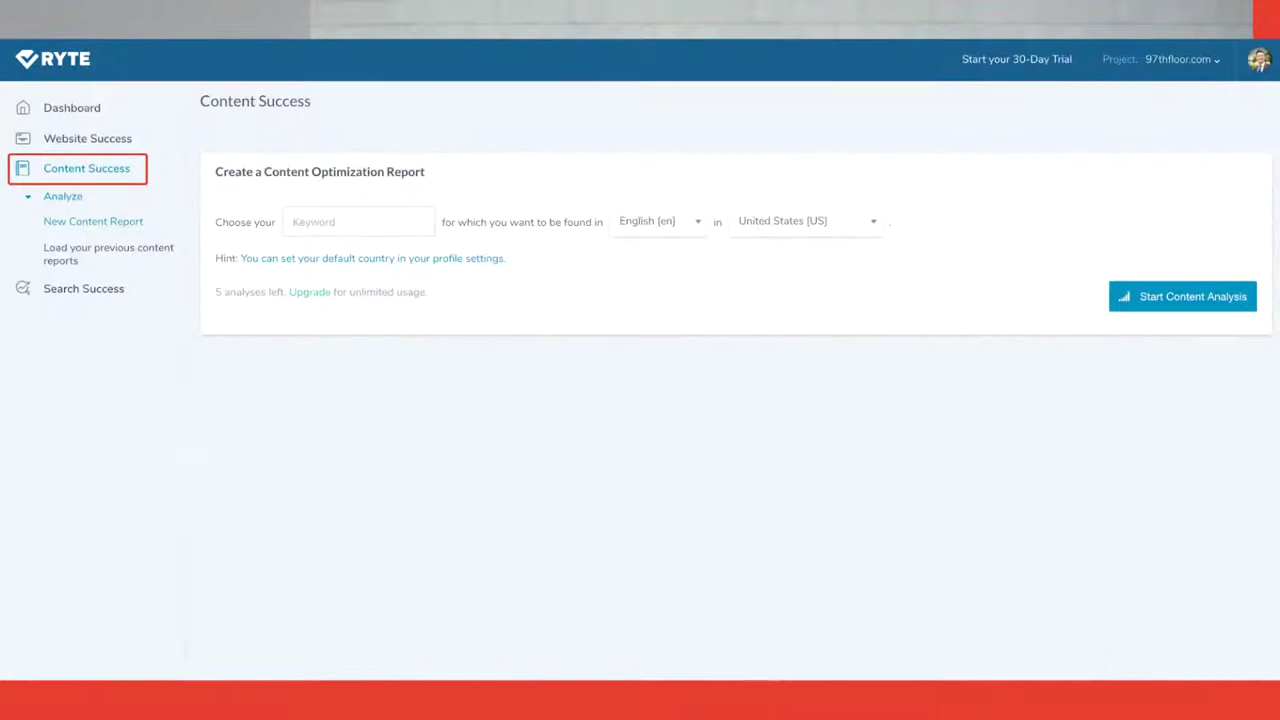 RYTE
Start your 30-Day Trial
Project: 97thfloor.com
Dashboard
Website Success
Content Success
Analyze
New Content Report
Load your previous content
reports
Search Success
Content Success
Create a Content Optimization Report
Choose your Keyword for which you want to be found in English [en] in United States [US] .
Hint: You can set your default country in your profile settings.
5 analyses left. Upgrade for unlimited usage.
Start Content Analysis